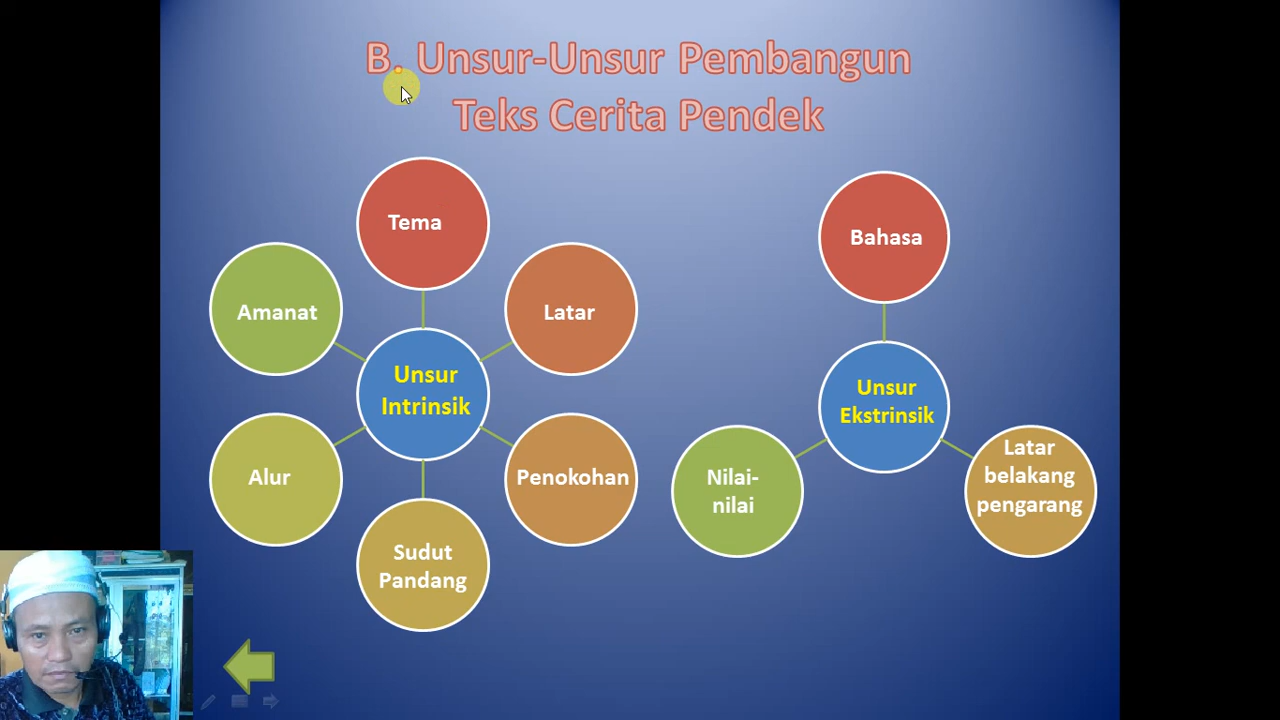 B. Unsur-Unsur Pembangun
Teks Cerita Pendek
Tema
Amanat
Latar
Unsur
Intrinsik
Alur
Penokohan
Sudut
Pandang
Bahasa
Unsur
Ekstrinsik
Nilai-
nilai
Latar
belakang
pengarang